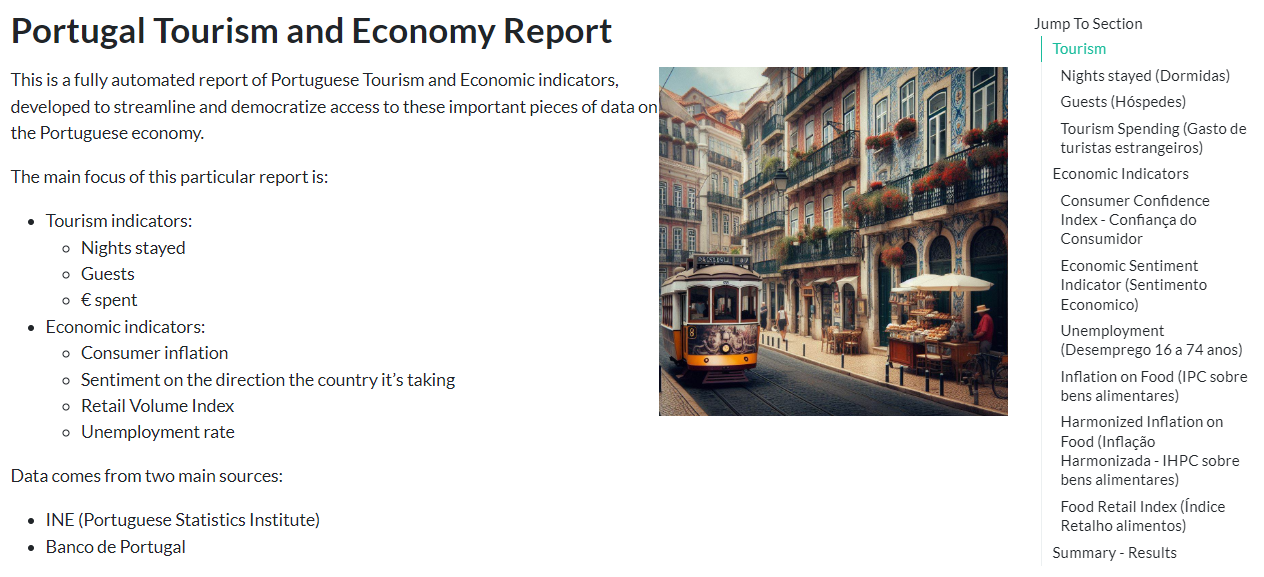 Portugal Tourism and Economy Report
This is a fully automated report of Portuguese Tourism and Economic indicators,
developed to streamline and democratize access to these important pieces of data on
the Portuguese economy.
The main focus of this particular report is:
Tourism indicators:
Nights stayed
Guests
€ spent
Economic indicators:
Consumer inflation
Sentiment on the direction the country it’s taking
Retail Volume Index
Unemployment rate
Data comes from two main sources:
INE (Portuguese Statistics Institute)
Banco de Portugal
Jump To Section
Tourism
Nights stayed (Dormidas)
Guests (Hóspedes)
Tourism Spending (Gasto de
turistas estrangeiros)
Economic Indicators
Consumer Confidence
Index - Confiança do
Consumidor
Economic Sentiment
Indicator (Sentimento
Economico)
Unemployment
(Desemprego 16 a 74 anos)
Inflation on Food (IPC sobre
bens alimentares)
Harmonized Inflation on
Food (Inflação
Harmonizada - IHPC sobre
bens alimentares)
Food Retail Index (Índice
Retalho alimentos)
Summary - Results